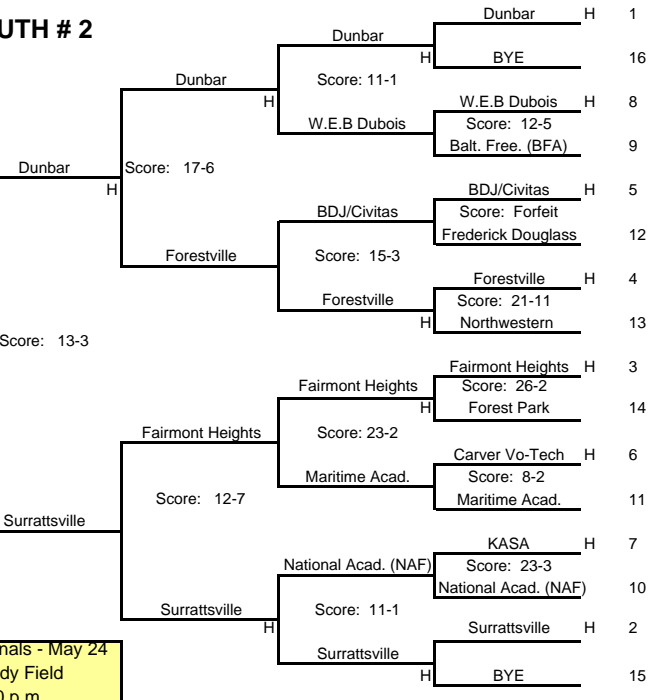 UTH # 2
Dunbar H 1
Dunbar
H BYE 16
Dunbar Score: 11-1
H W.E.B Dubois H 8
W.E.B Dubois Score: 12-5
Balt. Free. (BFA) 9
Dunbar Score: 17-6
H BDJ/Civitas H 5
BDJ/Civitas Score: Forfeit
Frederick Douglass 12
Forestville Score: 15-3
Forestville H 4
Forestville Score: 21-11
H Northwestern 13
Score: 13-3
Fairmont Heights H 3
Fairmont Heights Score: 26-2
H Forest Park 14
Fairmont Heights Score: 23-2
Carver Vo-Tech H 6
Maritime Acad. Score: 8-2
Score: 12-7 Maritime Acad. 11
Surrattsville
KASA H 7
National Acad. (NAF) Score: 23-3
National Acad. (NAF) 10
Surrattsville Score: 11-1
H Surrattsville H 2
Surrattsville
H BYE 15
nals - May 24
dy Field
p.m.